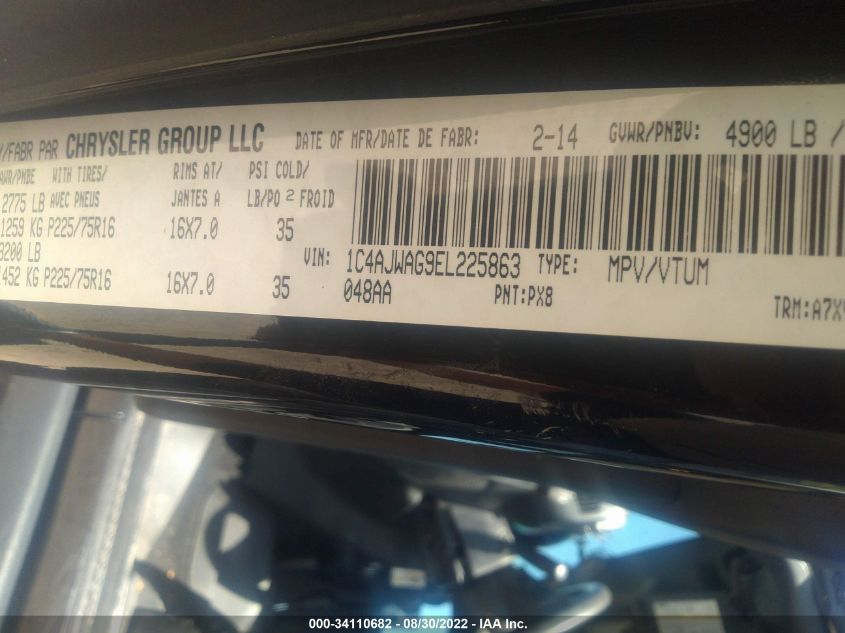 /FABR PAR CHRYSLER GROUP LLC DATE OF MFR/DATE DE FABR: 2-14 GVWR/PNBV: 4900 LB /
AWR/PNBE WITH TIRES/ RIMS AT/ PSI COLD/
2775 LB AVEC PNEUS JANTES A LB/PO 2 FROID
1259 KG P225/75R16 16X7.0 35
3200 LB VIN: 1C4AJWAG9EL225863 TYPE: MPV/VTUM
1452 KG P225/75R16 16X7.0 35 048AA PNT:PX8 TRM:A7X
000-34110682 - 08/30/2022 - IAA Inc.